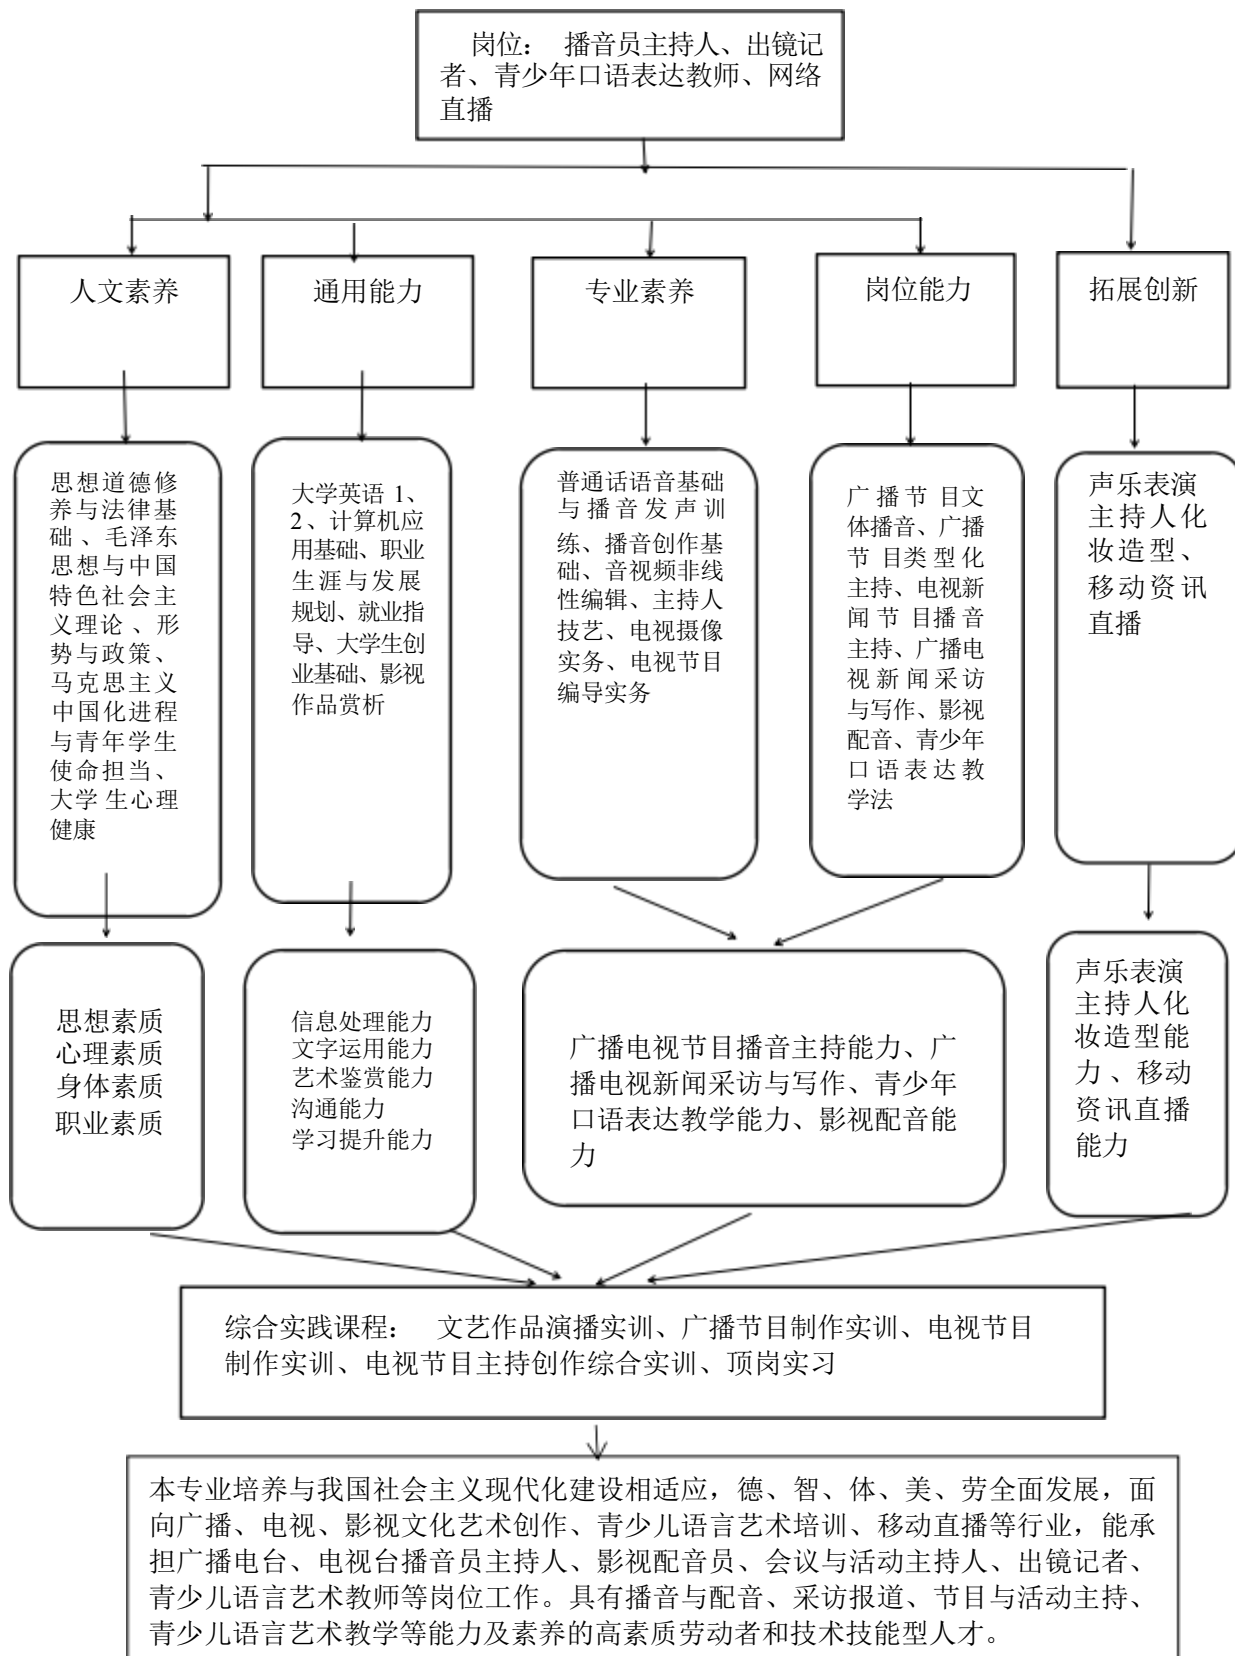 岗位： 播音员主持人、出镜记
者、青少年口语表达教师、网络
直播
人文素养
通用能力
专业素养
岗位能力
拓展创新
思想道德修
养与法律基
础、毛泽东
思想与中国
特色社会主
义理论、形
势与政策、
马克思主义
中国化进程
与青年学生
使命担当、
大学生心理
健康
大学英语 1、
2、计算机应
用基础、职业
生涯与发展
规划、就业指
导、大学生创
业基础、影视
作品赏析
普通话语音基础
与播音发声训
练、播音创作基
础、音视频非线
性编辑、主持人
技艺、电视摄像
实务、电视节目
编导实务
广播节目文
体播音、广播
节目类型化
主持、电视新
闻节目播音
主持、广播电
视新闻采访
与写作、影视
配音、青少年
口语表达教
学法
声乐表演
主持人化
妆造型、
移动资讯
直播
思想素质
心理素质
身体素质
职业素质
信息处理能力
文字运用能力
艺术鉴赏能力
沟通能力
学习提升能力
广播电视节目播音主持能力、广
播电视新闻采访与写作、青少年
口语表达教学能力、影视配音能
力
声乐表演
主持人化
妆造型能
力、移动
资讯直播
能力
综合实践课程： 文艺作品演播实训、广播节目制作实训、电视节目
制作实训、电视节目主持创作综合实训、顶岗实习
本专业培养与我国社会主义现代化建设相适应，德、智、体、美、劳全面发展，面
向广播、电视、影视文化艺术创作、青少儿语言艺术培训、移动直播等行业，能承
担广播电台、电视台播音员主持人、影视配音员、会议与活动主持人、出镜记者、
青少儿语言艺术教师等岗位工作。具有播音与配音、采访报道、节目与活动主持、
青少儿语言艺术教学等能力及素养的高素质劳动者和技术技能型人才。